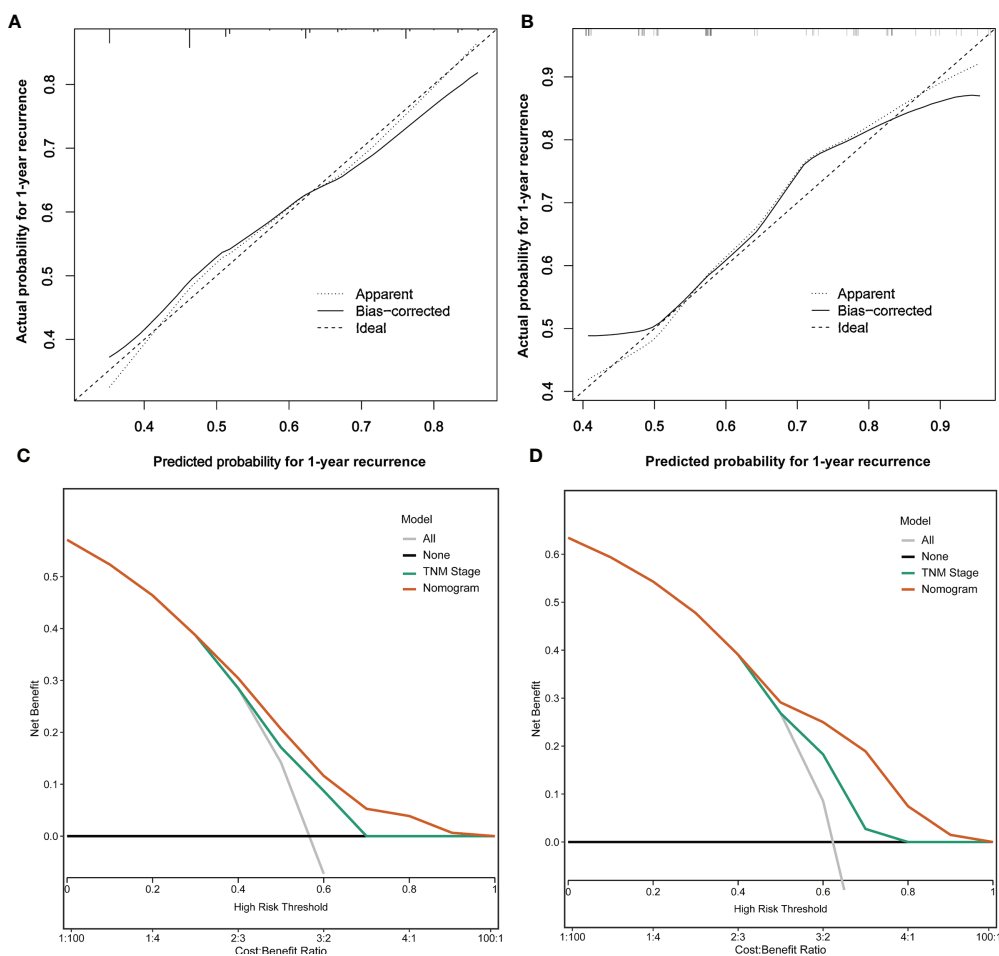 A
Actual probability for 1-year recurrence
0.4 0.5 0.6 0.7 0.8
Apparent
Bias-corrected
Ideal
0.4 0.5 0.6 0.7 0.8
Predicted probability for 1-year recurrence
B
Actual probability for 1-year recurrence
0.4 0.5 0.6 0.7 0.8 0.9
Apparent
Bias-corrected
Ideal
0.4 0.5 0.6 0.7 0.8 0.9
Predicted probability for 1-year recurrence
C
Net Benefit
0.5
0.4
0.3
0.2
0.1
0.0
Model
All
None
TNM Stage
Nomogram
0 0.2 0.4 0.6 0.8 1
High Risk Threshold
1:100 1:4 2:3 3:2 4:1 100:1
Cost:Benefit Ratio
D
Net Benefit
0.6
0.5
0.4
0.3
0.2
0.1
0.0
Model
All
None
TNM Stage
Nomogram
0 0.2 0.4 0.6 0.8 1
High Risk Threshold
1:100 1:4 2:3 3:2 4:1 100:1
Cost:Benefit Ratio